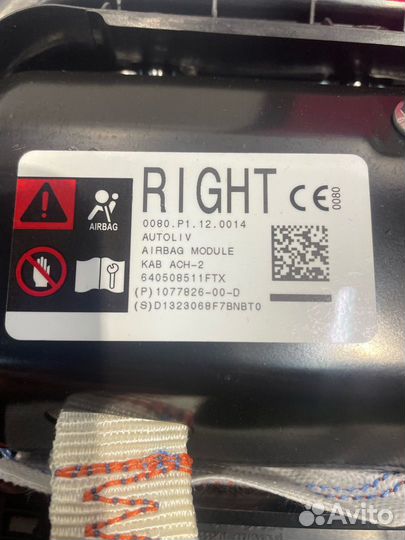 RIGHT CE 0080
0080.P1.12.0014
AUTOLIV
AIRBAG MODULE
KAB ACH-2
640508511FTX
(P)1077826-00-D
(S)D1323068F7BNBT0
AIRBAG
Avito